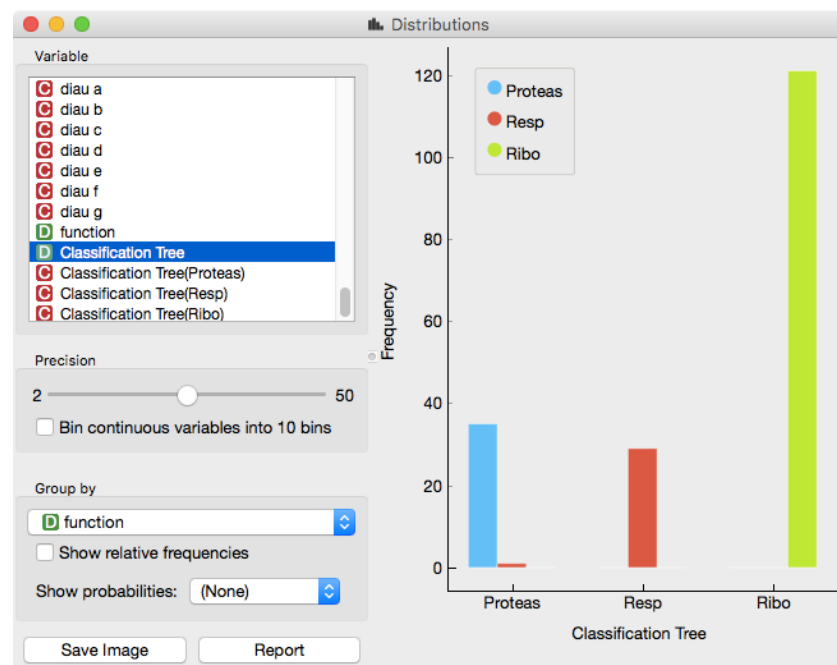 Distributions
Variable
C diau a
C diau b
C diau c
C diau d
C diau e
C diau f
C diau g
D function
D Classification Tree
C Classification Tree(Proteas)
C Classification Tree(Resp)
C Classification Tree(Ribo)
Precision
2 50
Bin continuous variables into 10 bins
Group by
D function
Show relative frequencies
Show probabilities: (None)
Save Image Report
120
100
80
60
40
20
0
Frequency
Proteas
Resp
Ribo
Proteas Resp Ribo
Classification Tree